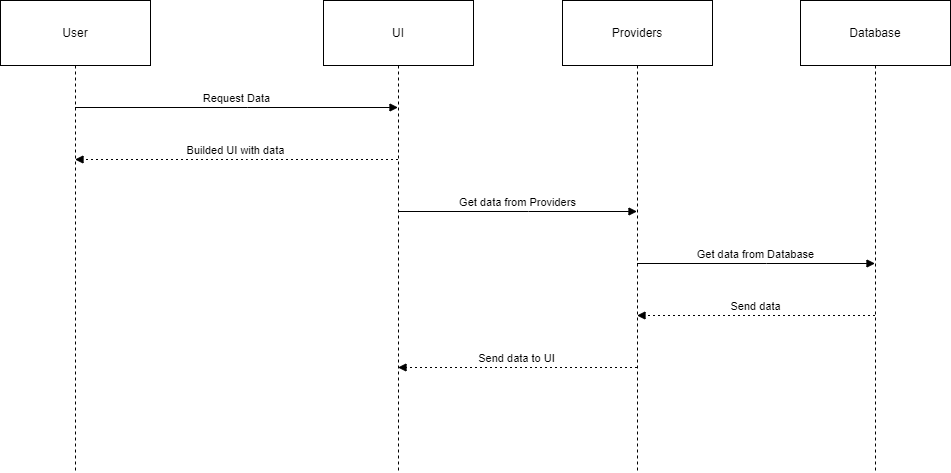 User
UI
Providers
Database
Request Data
Builded UI with data
Get data from Providers
Get data from Database
Send data
Send data to UI